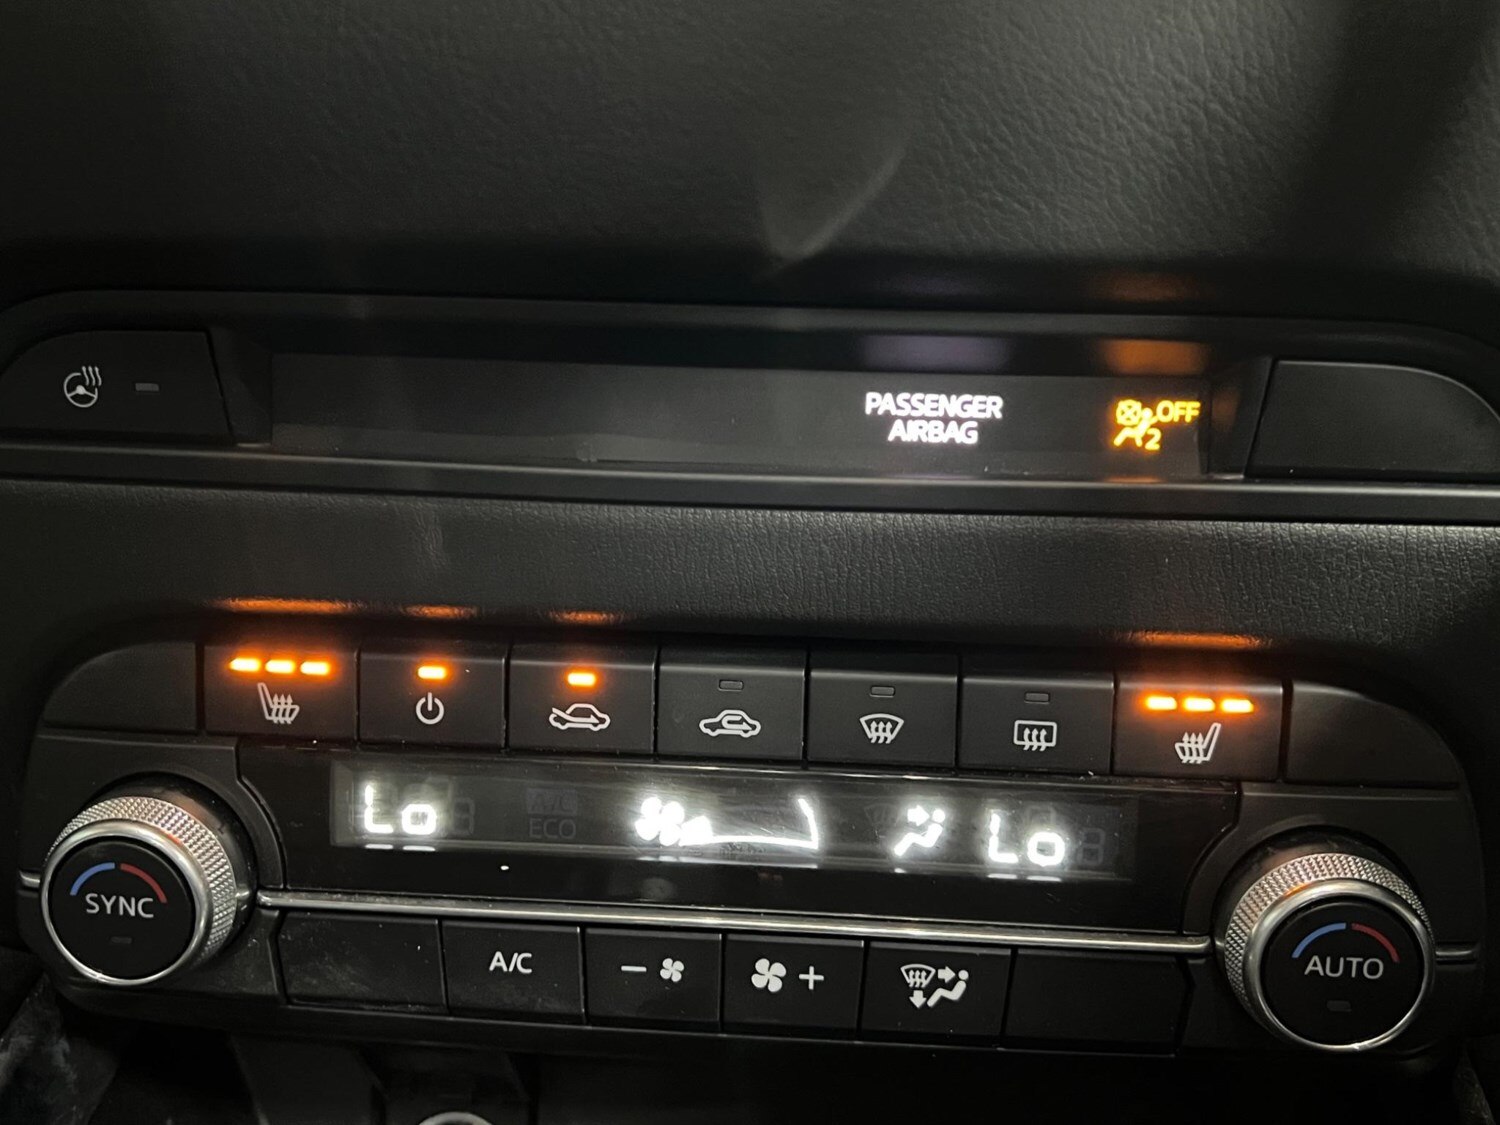 PASSENGER
AIRBAG
OFF
2
Lo
A/C
ECO
Lo
SYNC
A/C
AUTO